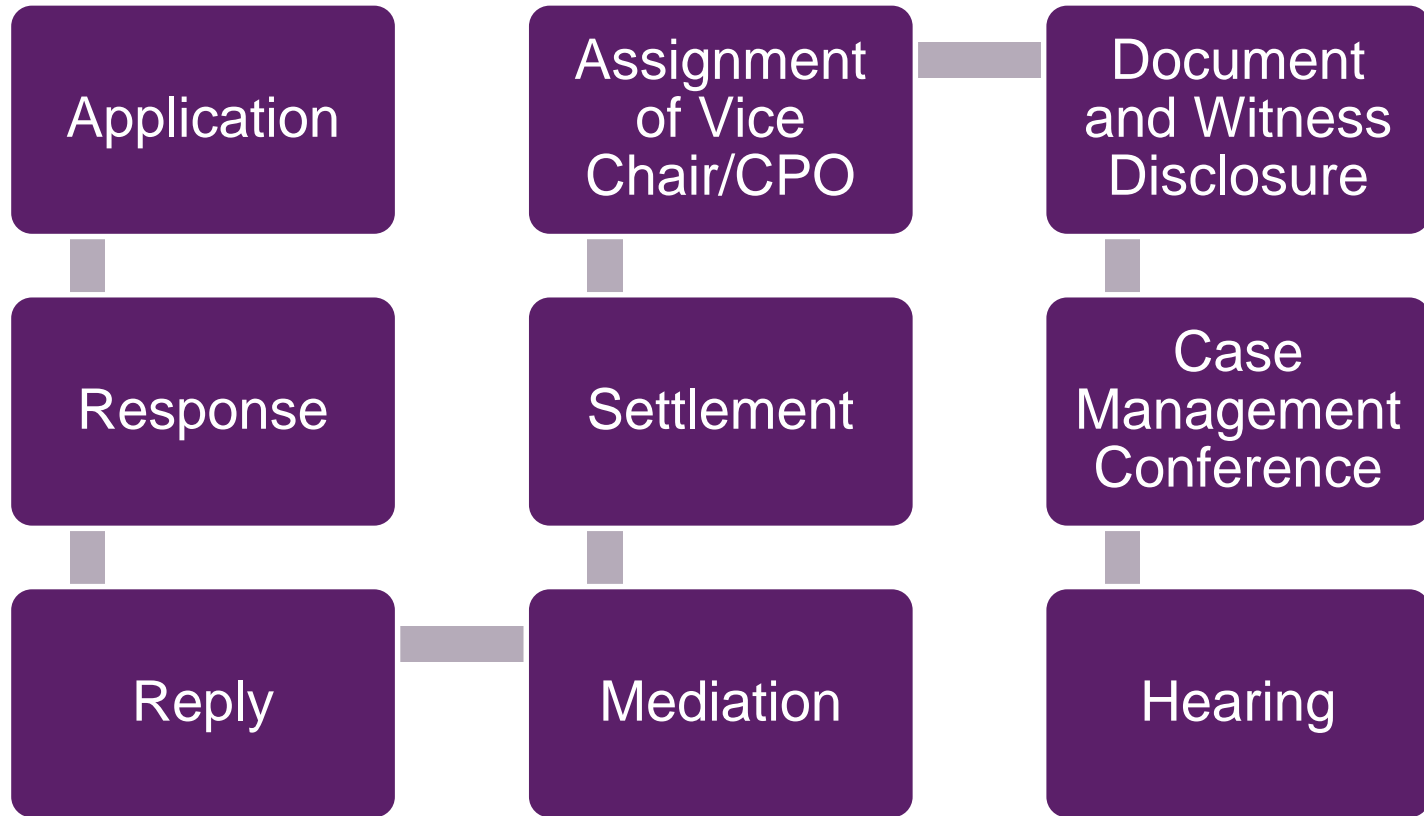 Application
Response
Reply
Mediation
Settlement
Assignment
of Vice
Chair/CPO
Document
and Witness
Disclosure
Case
Management
Conference
Hearing